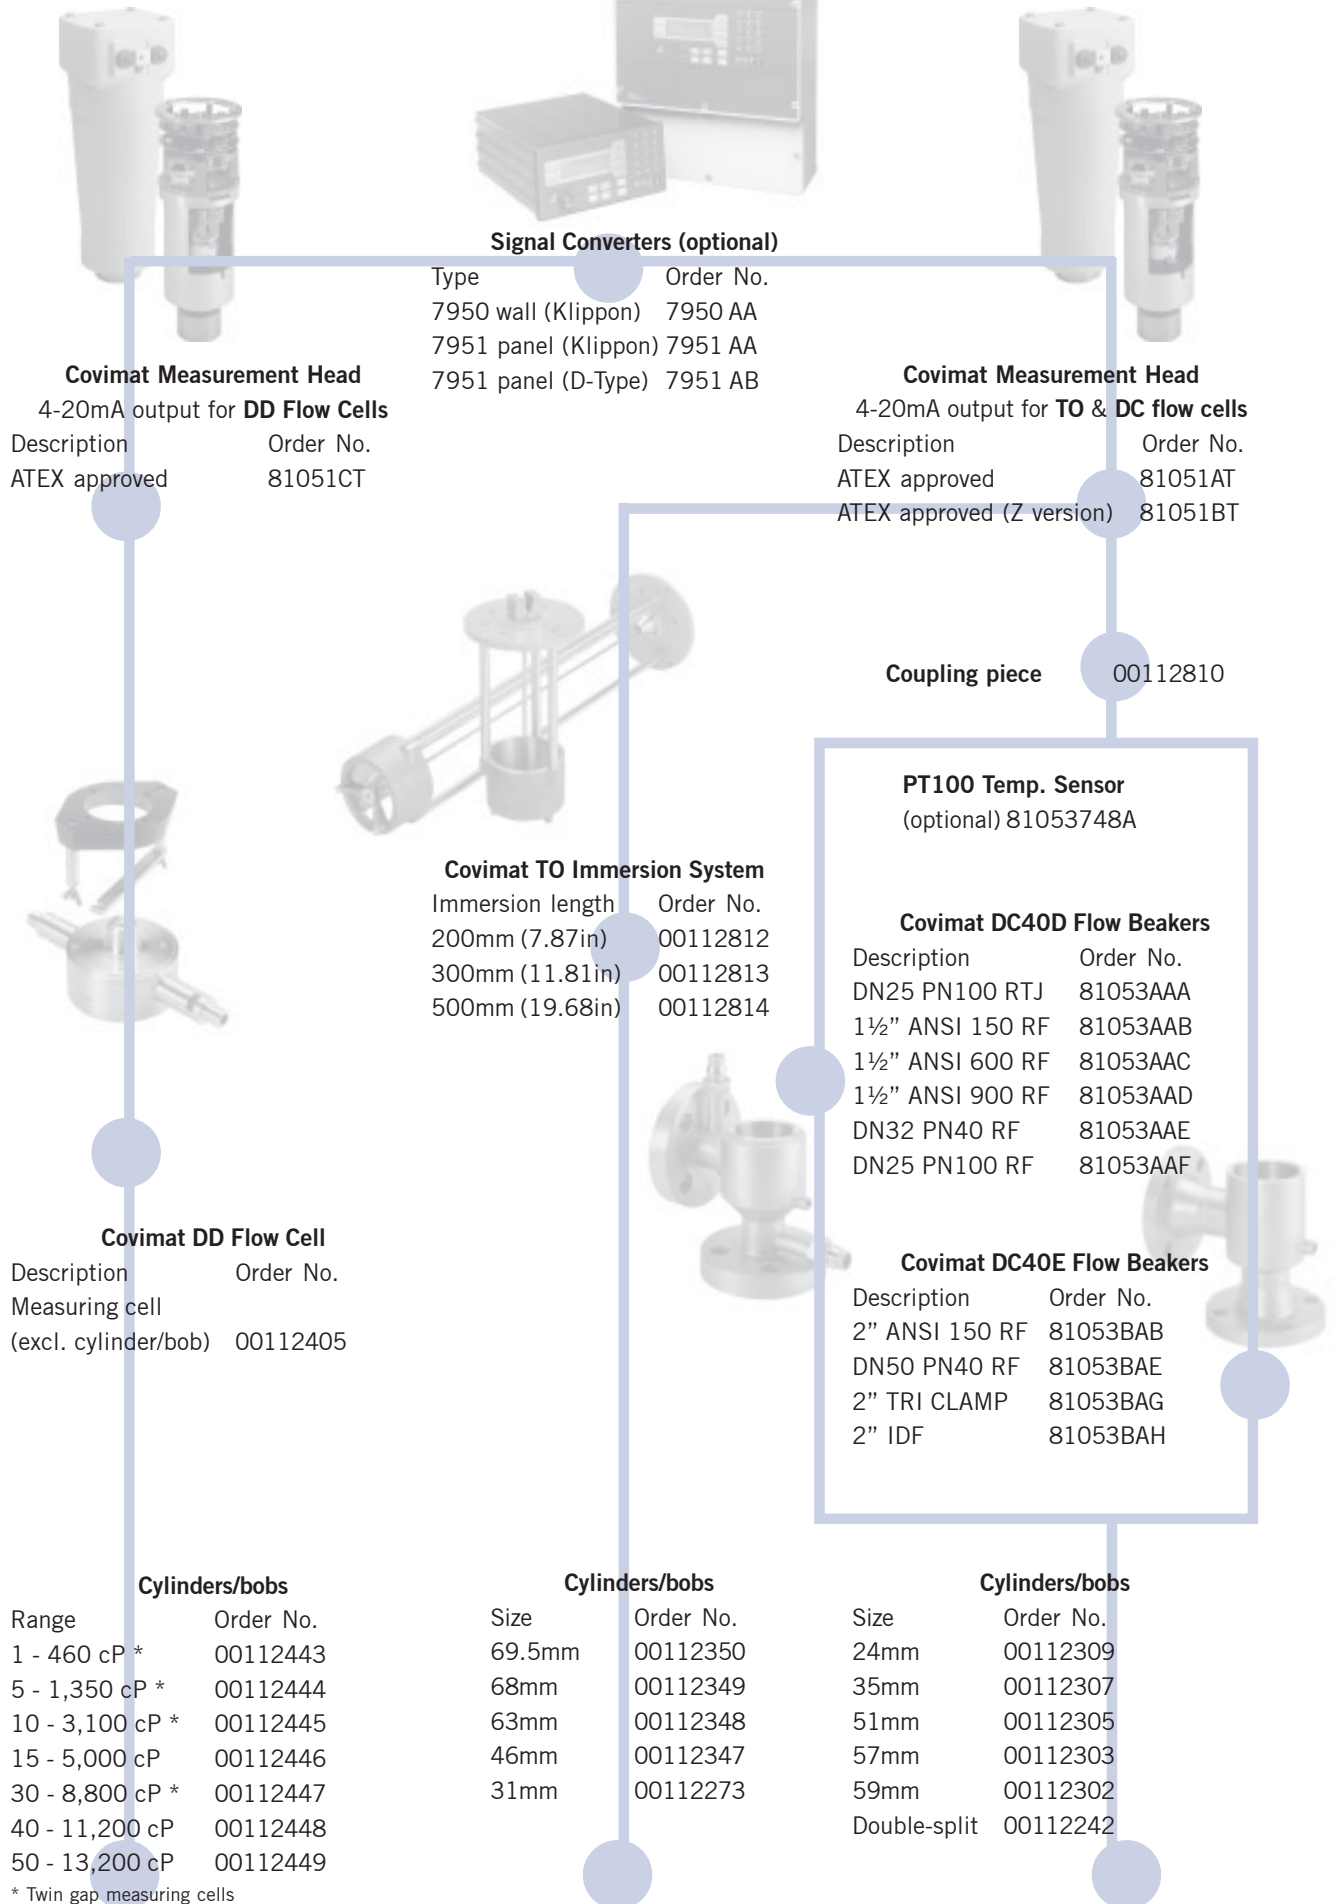 Signal Converters (optional)
Type Order No.
7950 wall (Klippon) 7950 AA
7951 panel (Klippon) 7951 AA
7951 panel (D-Type) 7951 AB
Covimat Measurement Head
4-20mA output for DD Flow Cells
Description Order No.
ATEX approved 81051CT
Covimat Measurement Head
4-20mA output for TO & DC flow cells
Description Order No.
ATEX approved 81051AT
ATEX approved (Z version) 81051BT
Coupling piece 00112810
PT100 Temp. Sensor
(optional) 81053748A
Covimat TO Immersion System
Immersion length Order No.
200mm (7.87in) 00112812
300mm (11.81in) 00112813
500mm (19.68in) 00112814
Covimat DC40D Flow Beakers
Description Order No.
DN25 PN100 RTJ 81053AAA
1½” ANSI 150 RF 81053AAB
1½” ANSI 600 RF 81053AAC
1½” ANSI 900 RF 81053AAD
DN32 PN40 RF 81053AAE
DN25 PN100 RF 81053AAF
Covimat DD Flow Cell
Description Order No.
Measuring cell
(excl. cylinder/bob) 00112405
Covimat DC40E Flow Beakers
Description Order No.
2” ANSI 150 RF 81053BAB
DN50 PN40 RF 81053BAE
2” TRI CLAMP 81053BAG
2” IDF 81053BAH
Cylinders/bobs
Range Order No.
1 - 460 cP * 00112443
5 - 1,350 cP * 00112444
10 - 3,100 cP * 00112445
15 - 5,000 cP 00112446
30 - 8,800 cP * 00112447
40 - 11,200 cP 00112448
50 - 13,200 cP 00112449
* Twin gap measuring cells
Cylinders/bobs
Size Order No.
69.5mm 00112350
68mm 00112349
63mm 00112348
46mm 00112347
31mm 00112273
Cylinders/bobs
Size Order No.
24mm 00112309
35mm 00112307
51mm 00112305
57mm 00112303
59mm 00112302
Double-split 00112242